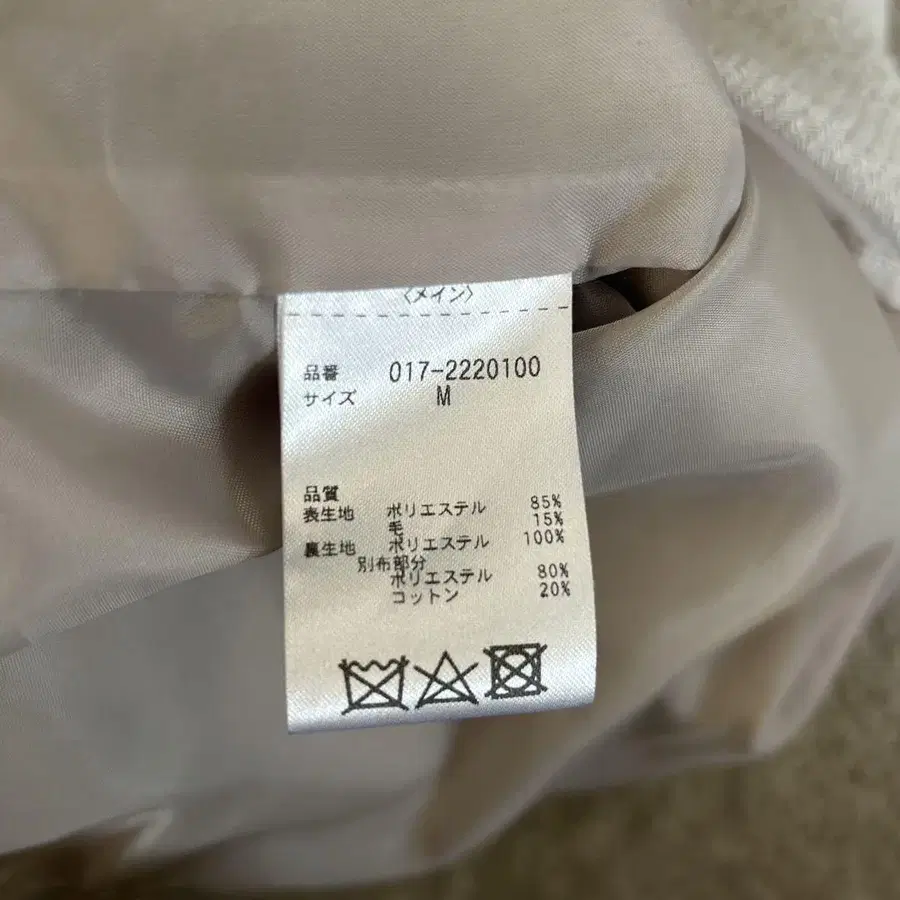 〈メイン〉
品番 017-2220100
サイズ M
品質
表生地 ポリエステル 85%
毛 15%
裏生地 ポリエステル 100%
別布部分
ポリエステル 80%
コットン 20%